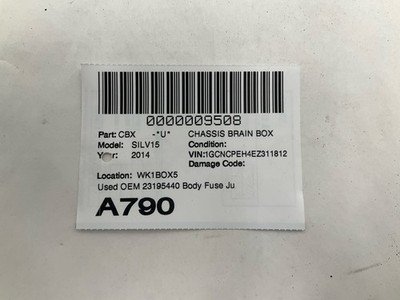 0000009508
Part: CBX -*U* CHASSIS BRAIN BOX
Model: SILV15 Condition:
Year: 2014 VIN:1GCNCPEH4EZ311812
Damage Code:
Location: WK1BOX5
Used OEM 23195440 Body Fuse Ju
A790